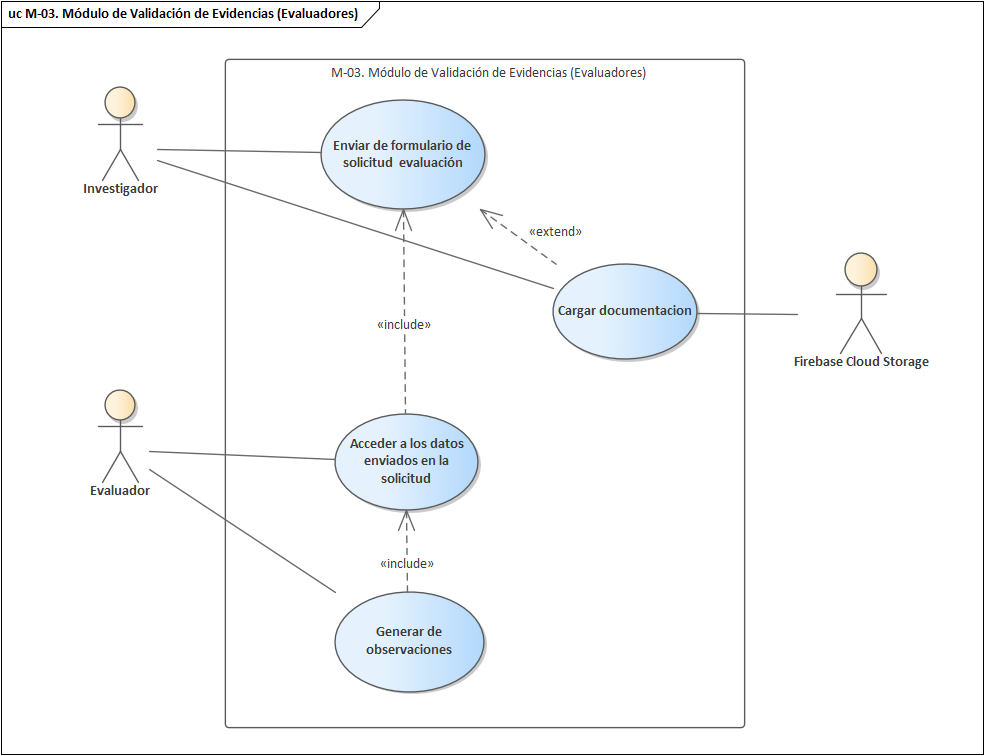 uc M-03. Módulo de Validación de Evidencias (Evaluadores)
M-03. Módulo de Validación de Evidencias (Evaluadores)
Enviar de formulario de
solicitud evaluación
Investigador
«extend»
Cargar documentacion
Firebase Cloud Storage
«include»
Acceder a los datos
enviados en la
solicitud
Evaluador
«include»
Generar de
observaciones